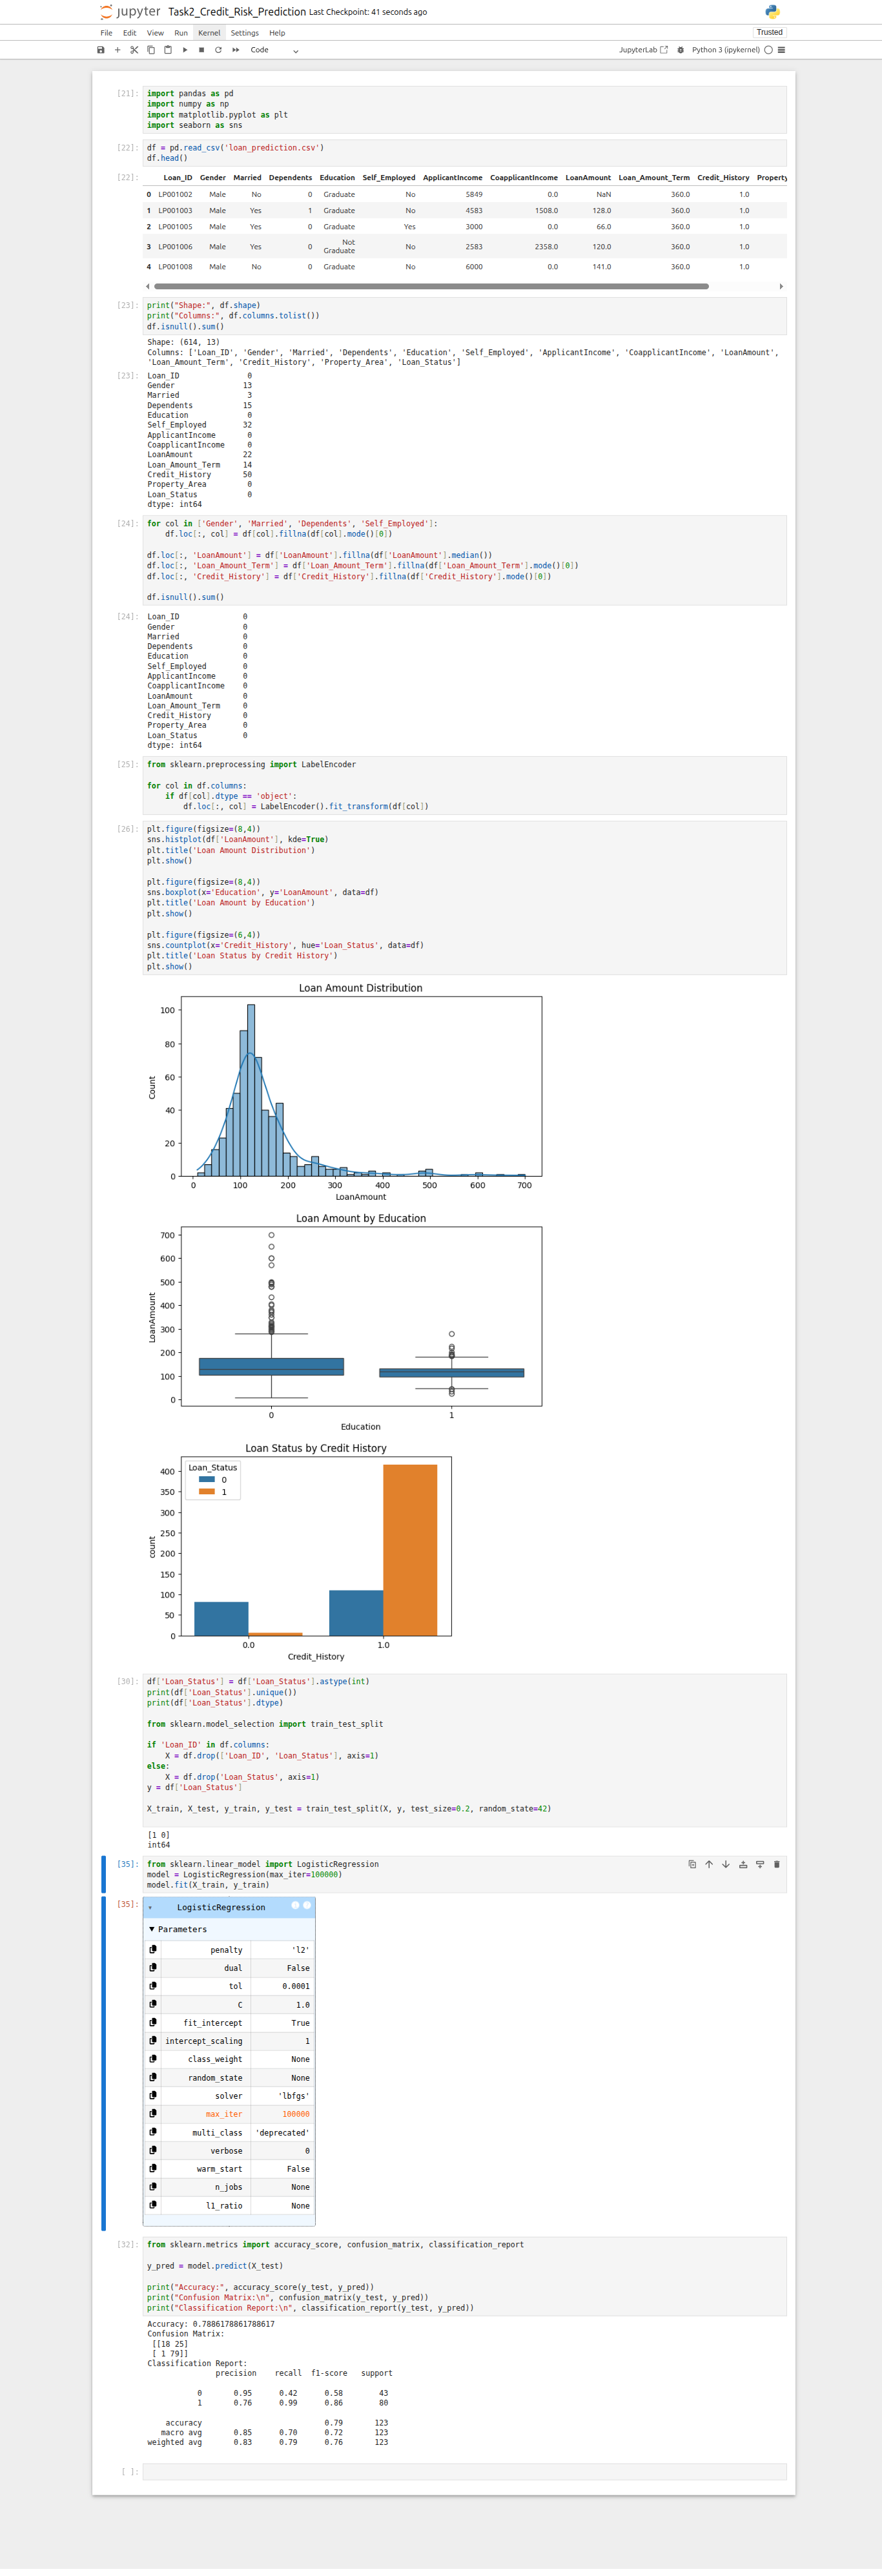 jupyter Task2_Credit_Risk_Prediction Last Checkpoint: 41 seconds ago
File Edit View Run Kernel Settings Help Trusted
Code JupyterLab Python 3 (ipykernel)
[21]: import pandas as pd
import numpy as np
import matplotlib.pyplot as plt
import seaborn as sns
[22]: df = pd.read_csv('loan_prediction.csv')
df.head()
[22]: Loan_ID Gender Married Dependents Education Self_Employed ApplicantIncome CoapplicantIncome LoanAmount Loan_Amount_Term Credit_History Property
0 LP001002 Male No 0 Graduate No 5849 0.0 NaN 360.0 1.0
1 LP001003 Male Yes 1 Graduate No 4583 1508.0 128.0 360.0 1.0
2 LP001005 Male Yes 0 Graduate Yes 3000 0.0 66.0 360.0 1.0
3 LP001006 Male Yes 0 Not Graduate No 2583 2358.0 120.0 360.0 1.0
4 LP001008 Male No 0 Graduate No 6000 0.0 141.0 360.0 1.0
[23]: print("Shape:", df.shape)
print("Columns:", df.columns.tolist())
df.isnull().sum()
Shape: (614, 13)
Columns: ['Loan_ID', 'Gender', 'Married', 'Dependents', 'Education', 'Self_Employed', 'ApplicantIncome', 'CoapplicantIncome', 'LoanAmount',
'Loan_Amount_Term', 'Credit_History', 'Property_Area', 'Loan_Status']
[23]: Loan_ID 0
Gender 13
Married 3
Dependents 15
Education 0
Self_Employed 32
ApplicantIncome 0
CoapplicantIncome 0
LoanAmount 22
Loan_Amount_Term 14
Credit_History 50
Property_Area 0
Loan_Status 0
dtype: int64
[24]: for col in ['Gender', 'Married', 'Dependents', 'Self_Employed']:
df.loc[:, col] = df[col].fillna(df[col].mode()[0])
df.loc[:, 'LoanAmount'] = df['LoanAmount'].fillna(df['LoanAmount'].median())
df.loc[:, 'Loan_Amount_Term'] = df['Loan_Amount_Term'].fillna(df['Loan_Amount_Term'].mode()[0])
df.loc[:, 'Credit_History'] = df['Credit_History'].fillna(df['Credit_History'].mode()[0])
df.isnull().sum()
[24]: Loan_ID 0
Gender 0
Married 0
Dependents 0
Education 0
Self_Employed 0
ApplicantIncome 0
CoapplicantIncome 0
LoanAmount 0
Loan_Amount_Term 0
Credit_History 0
Property_Area 0
Loan_Status 0
dtype: int64
[25]: from sklearn.preprocessing import LabelEncoder
for col in df.columns:
if df[col].dtype == 'object':
df.loc[:, col] = LabelEncoder().fit_transform(df[col])
[26]: plt.figure(figsize=(8,4))
sns.histplot(df['LoanAmount'], kde=True)
plt.title('Loan Amount Distribution')
plt.show()
plt.figure(figsize=(8,4))
sns.boxplot(x='Education', y='LoanAmount', data=df)
plt.title('Loan Amount by Education')
plt.show()
plt.figure(figsize=(6,4))
sns.countplot(x='Credit_History', hue='Loan_Status', data=df)
plt.title('Loan Status by Credit History')
plt.show()
Loan Amount Distribution
100
80
60
40
20
0
Count
0 100 200 300 400 500 600 700
LoanAmount
Loan Amount by Education
700
600
500
400
300
200
100
0
LoanAmount
0 1
Education
Loan Status by Credit History
Loan_Status
0
1
400
350
300
250
200
150
100
50
0
count
0.0 1.0
Credit_History
[30]: df['Loan_Status'] = df['Loan_Status'].astype(int)
print(df['Loan_Status'].unique())
print(df['Loan_Status'].dtype)
from sklearn.model_selection import train_test_split
if 'Loan_ID' in df.columns:
X = df.drop(['Loan_ID', 'Loan_Status'], axis=1)
else:
X = df.drop('Loan_Status', axis=1)
y = df['Loan_Status']
X_train, X_test, y_train, y_test = train_test_split(X, y, test_size=0.2, random_state=42)
[1 0]
int64
[35]: from sklearn.linear_model import LogisticRegression
model = LogisticRegression(max_iter=100000)
model.fit(X_train, y_train)
[35]: LogisticRegression
Parameters
penalty 'l2'
dual False
tol 0.0001
C 1.0
fit_intercept True
intercept_scaling 1
class_weight None
random_state None
solver 'lbfgs'
max_iter 100000
multi_class 'deprecated'
verbose 0
warm_start False
n_jobs None
l1_ratio None
[32]: from sklearn.metrics import accuracy_score, confusion_matrix, classification_report
y_pred = model.predict(X_test)
print("Accuracy:", accuracy_score(y_test, y_pred))
print("Confusion Matrix:\n", confusion_matrix(y_test, y_pred))
print("Classification Report:\n", classification_report(y_test, y_pred))
Accuracy: 0.7886178861788617
Confusion Matrix:
[[18 25]
[ 1 79]]
Classification Report:
precision recall f1-score support
0 0.95 0.42 0.58 43
1 0.76 0.99 0.86 80
accuracy 0.79 123
macro avg 0.85 0.70 0.72 123
weighted avg 0.83 0.79 0.76 123
[ ]: